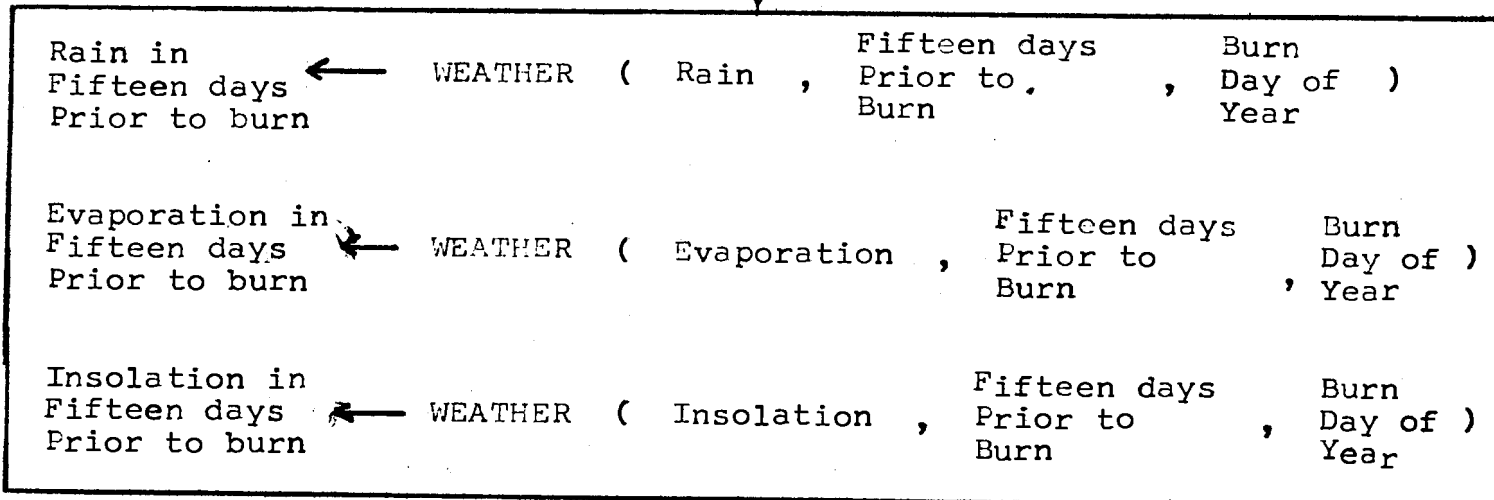 Rain in
Fifteen days
Prior to burn
← WEATHER ( Rain ,
Fifteen days
Prior to.
Burn
,
Burn
Day of )
Year
Evaporation in
Fifteen days
Prior to burn
← WEATHER ( Evaporation ,
Fifteen days
Prior to
Burn
,
Burn
Day of )
Year
Insolation in
Fifteen days
Prior to burn
← WEATHER ( Insolation ,
Fifteen days
Prior to
Burn
,
Burn
Day of )
Year